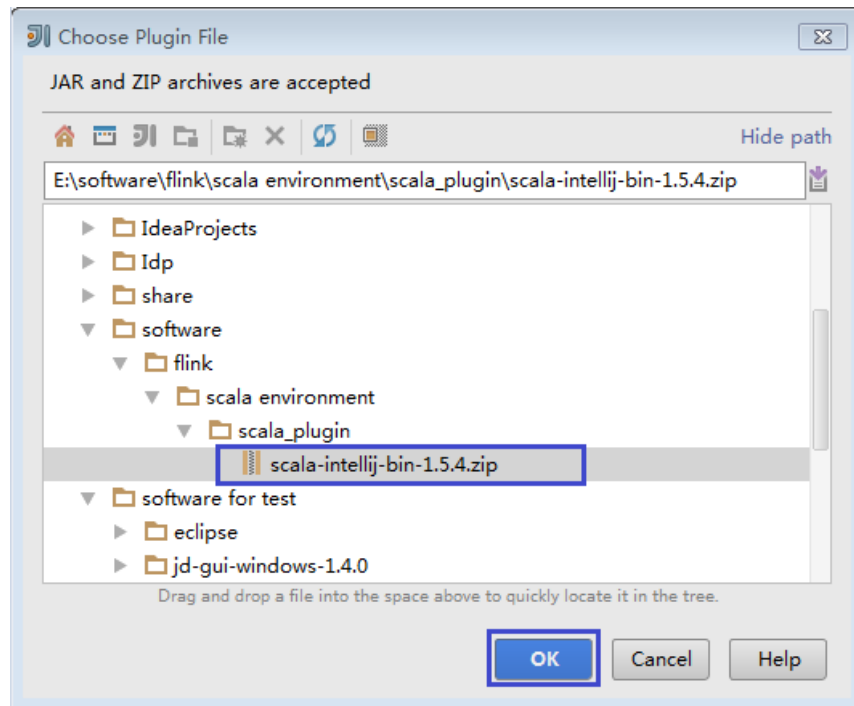 Choose Plugin File
JAR and ZIP archives are accepted
Hide path
E:\software\flink\scala environment\scala_plugin\scala-intellij-bin-1.5.4.zip
IdeaProjects
Idp
share
software
flink
scala environment
scala_plugin
scala-intellij-bin-1.5.4.zip
software for test
eclipse
jd-gui-windows-1.4.0
Drag and drop a file into the space above to quickly locate it in the tree.
OK Cancel Help